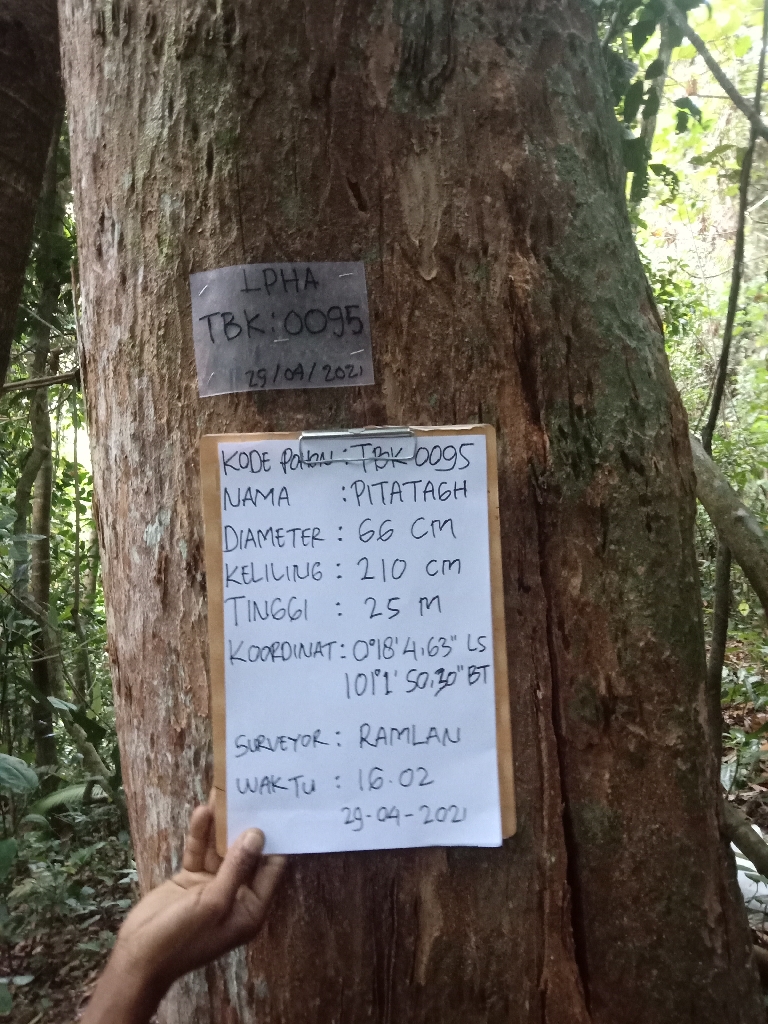 LPHA
TBK:0095
29/04/2021
KODE POHON : TBK 0095
NAMA : PITATAGH
DIAMETER : 66 CM
KELILING : 210 CM
TINGGI : 25 M
KOORDINAT : 0°18'4,63" LS
101°1' 50,30" BT
SURVEYOR : RAMLAN
WAKTU : 16.02
29-04-2021